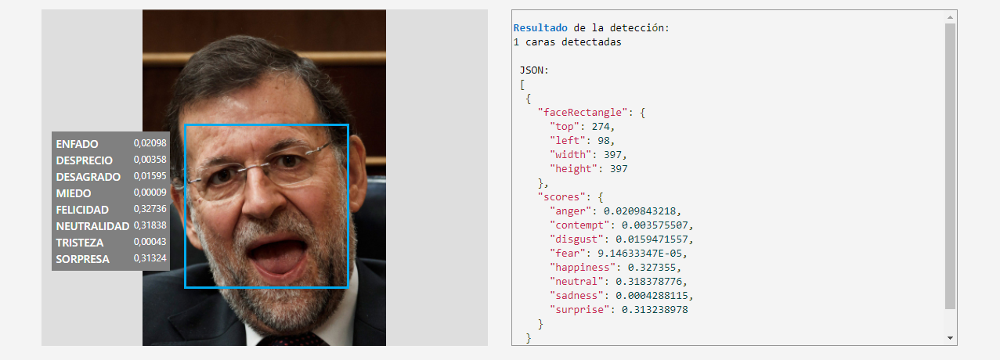 ENFADO 0,02098
DESPRECIO 0,00358
DESAGRADO 0,01595
MIEDO 0,00009
FELICIDAD 0,32736
NEUTRALIDAD 0,31838
TRISTEZA 0,00043
SORPRESA 0,31324
Resultado de la detección:
1 caras detectadas
JSON:
[
{
"faceRectangle": {
"top": 274,
"left": 98,
"width": 397,
"height": 397
},
"scores": {
"anger": 0.0209843218,
"contempt": 0.003575507,
"disgust": 0.0159471557,
"fear": 9.14633347E-05,
"happiness": 0.327355,
"neutral": 0.318378776,
"sadness": 0.0004288115,
"surprise": 0.313238978
}
}